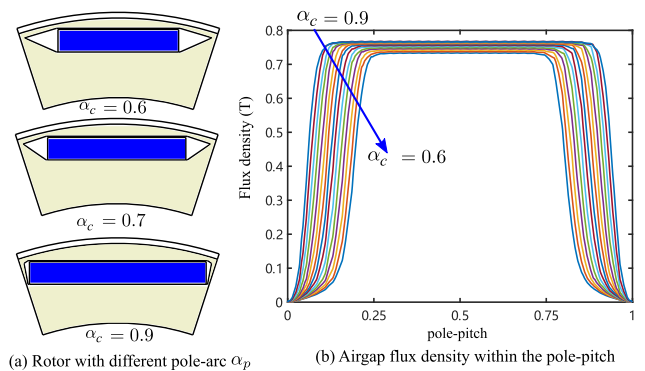 α_c = 0.6
α_c = 0.7
α_c = 0.9
(a) Rotor with different pole-arc α_p
α_c = 0.9
0.8
0.7
0.6
0.5
0.4
0.3
0.2
0.1
0
Flux density (T)
α_c = 0.6
0 0.25 0.5 0.75 1
pole-pitch
(b) Airgap flux density within the pole-pitch